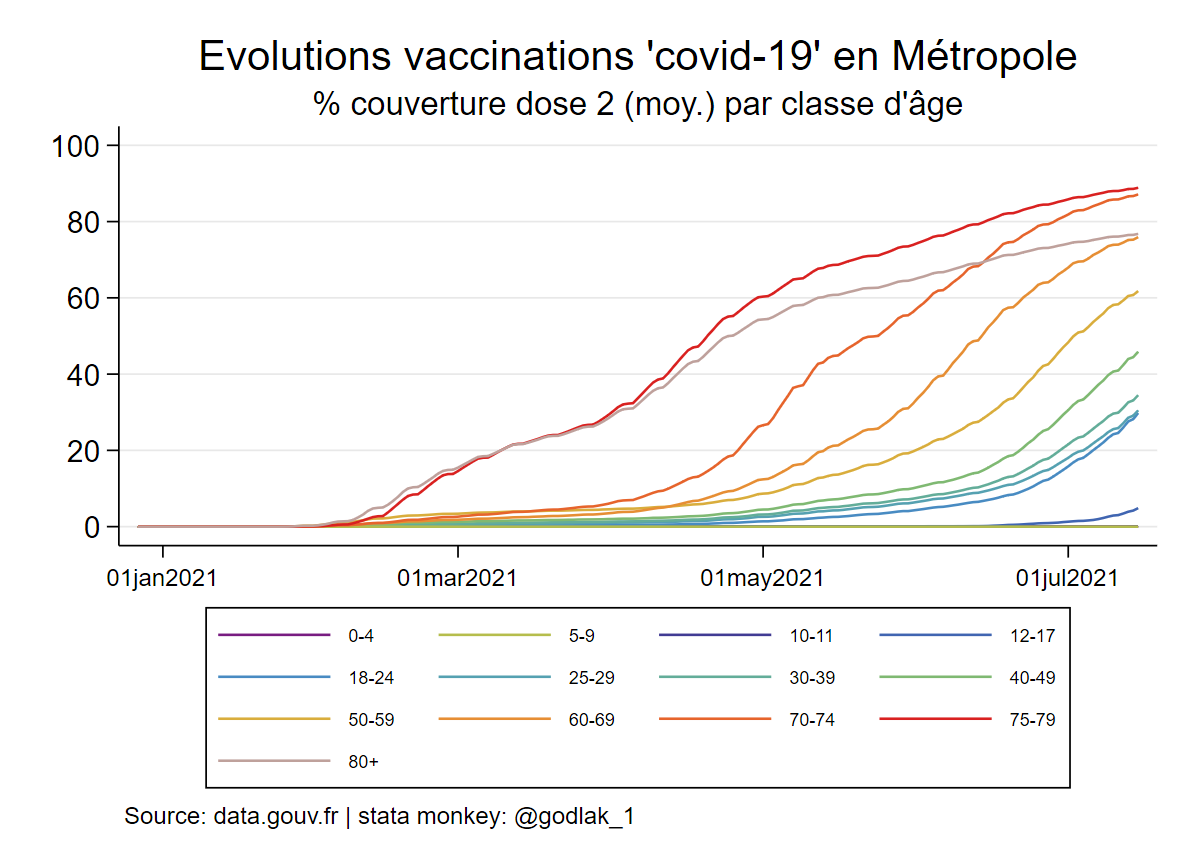 Evolutions vaccinations 'covid-19' en Métropole
% couverture dose 2 (moy.) par classe d'âge
100
80
60
40
20
0
01jan2021 01mar2021 01may2021 01jul2021
0-4 5-9 10-11 12-17
18-24 25-29 30-39 40-49
50-59 60-69 70-74 75-79
80+
Source: data.gouv.fr | stata monkey: @godlak_1